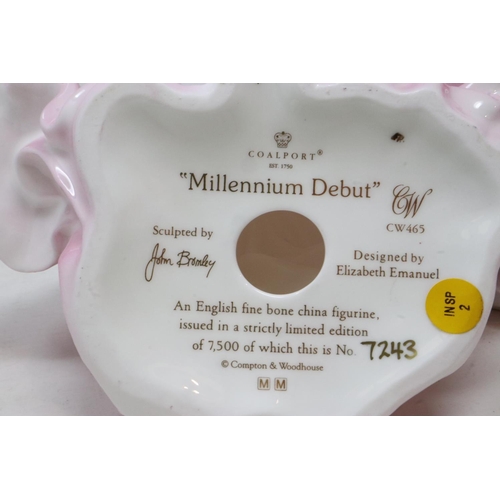 COALPORT®
EST. 1750
"Millennium Debut"
CW
CW465
Sculpted by
John Bromley
Designed by
Elizabeth Emanuel
INSP
2
An English fine bone china figurine,
issued in a strictly limited edition
of 7,500 of which this is No. 7243
© Compton & Woodhouse
M M